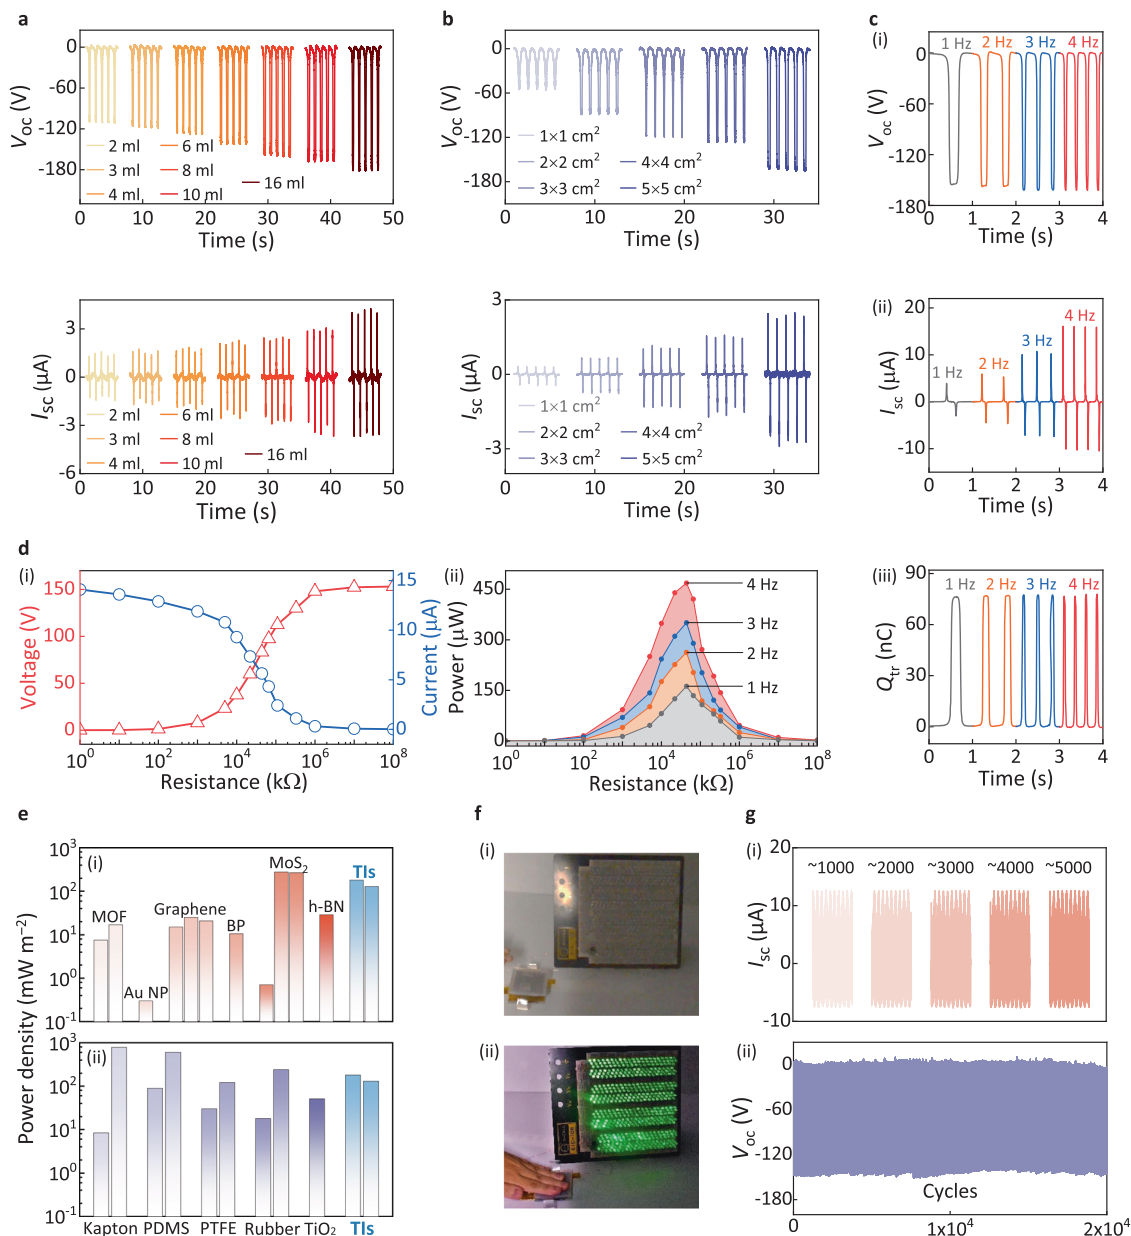 a
V_oc (V)
0
-60
-120
-180
2 ml
3 ml
4 ml
6 ml
8 ml
10 ml
16 ml
0 10 20 30 40 50
Time (s)
I_sc (µA)
3
0
-3
-6
2 ml
3 ml
4 ml
6 ml
8 ml
10 ml
16 ml
0 10 20 30 40 50
Time (s)
b
V_oc (V)
0
-60
-120
-180
1×1 cm²
2×2 cm²
3×3 cm²
4×4 cm²
5×5 cm²
0 10 20 30
Time (s)
I_sc (µA)
3
0
-3
1×1 cm²
2×2 cm²
3×3 cm²
4×4 cm²
5×5 cm²
0 10 20 30
Time (s)
c
(i)
V_oc (V)
0
-60
-120
-180
1 Hz 2 Hz 3 Hz 4 Hz
0 1 2 3 4
Time (s)
(ii)
I_sc (µA)
20
10
0
-10
1 Hz
2 Hz
3 Hz
4 Hz
0 1 2 3 4
Time (s)
(iii)
Q_tr (nC)
90
60
30
0
1 Hz 2 Hz 3 Hz 4 Hz
0 1 2 3 4
Time (s)
d
(i)
Voltage (V)
150
100
50
0
Current (µA)
15
10
5
0
10⁰ 10² 10⁴ 10⁶ 10⁸
Resistance (kΩ)
(ii)
Power (µW)
450
300
150
0
4 Hz
3 Hz
2 Hz
1 Hz
10⁰ 10² 10⁴ 10⁶ 10⁸
Resistance (kΩ)
e
Power density (mW m⁻²)
(i)
10³
10²
10¹
10⁰
10⁻¹
MOF
Au NP
Graphene
BP
MoS₂
h-BN
TIs
(ii)
10³
10²
10¹
10⁰
10⁻¹
Kapton PDMS PTFE Rubber TiO₂ TIs
f
(i)
(ii)
g
(i)
I_sc (µA)
20
10
0
-10
~1000 ~2000 ~3000 ~4000 ~5000
(ii)
V_oc (V)
0
-60
-120
-180
Cycles
0 1x10⁴ 2x10⁴